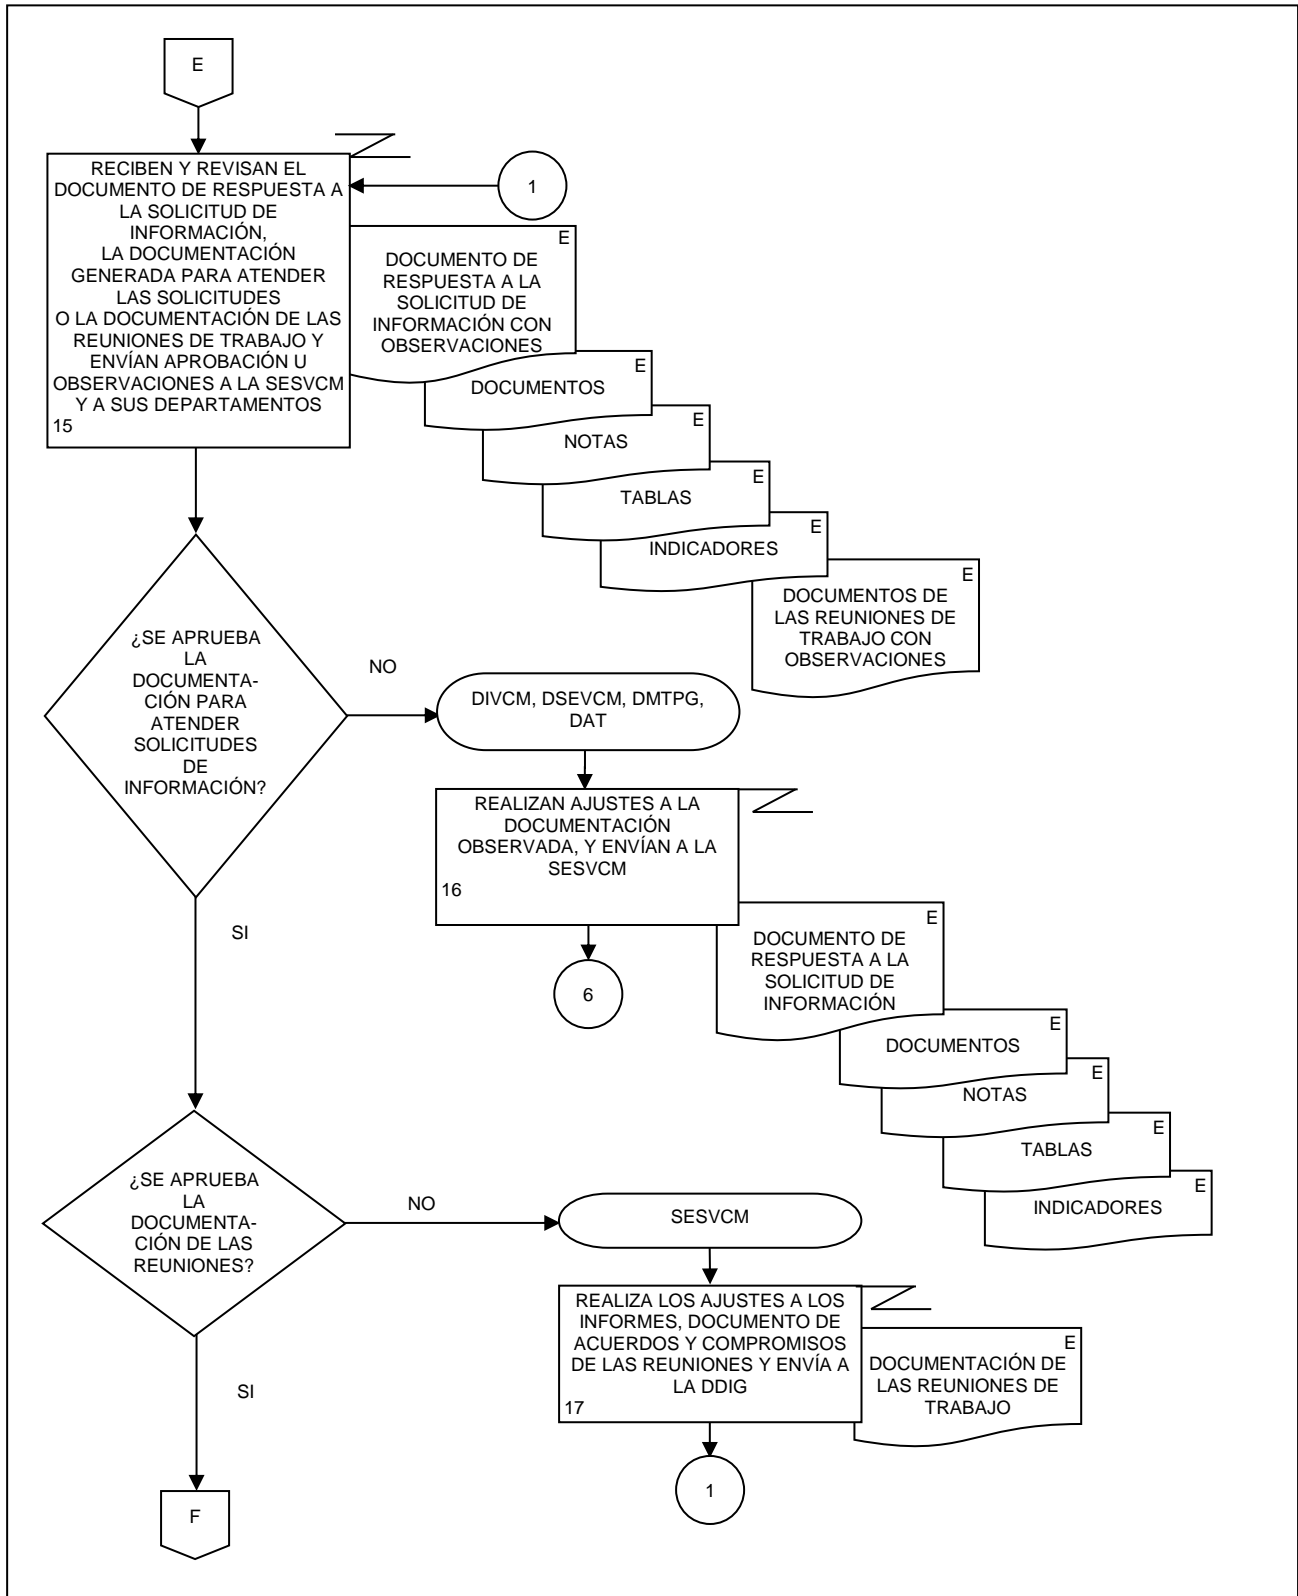 E
RECIBEN Y REVISAN EL
DOCUMENTO DE RESPUESTA A
LA SOLICITUD DE
INFORMACIÓN,
LA DOCUMENTACIÓN
GENERADA PARA ATENDER
LAS SOLICITUDES
O LA DOCUMENTACIÓN DE LAS
REUNIONES DE TRABAJO Y
ENVÍAN APROBACIÓN U
OBSERVACIONES A LA SESVCM
Y A SUS DEPARTAMENTOS
15
1
E
DOCUMENTO DE
RESPUESTA A LA
SOLICITUD DE
INFORMACIÓN CON
OBSERVACIONES
E
DOCUMENTOS
E
NOTAS
E
TABLAS
E
INDICADORES
E
DOCUMENTOS DE
LAS REUNIONES DE
TRABAJO CON
OBSERVACIONES
¿SE APRUEBA
LA
DOCUMENTA-
CIÓN PARA
ATENDER
SOLICITUDES
DE
INFORMACIÓN?
NO
DIVCM, DSEVCM, DMTPG,
DAT
REALIZAN AJUSTES A LA
DOCUMENTACIÓN
OBSERVADA, Y ENVÍAN A LA
SESVCM
16
6
E
DOCUMENTO DE
RESPUESTA A LA
SOLICITUD DE
INFORMACIÓN
E
DOCUMENTOS
E
NOTAS
E
TABLAS
E
INDICADORES
SI
¿SE APRUEBA
LA
DOCUMENTA-
CIÓN DE LAS
REUNIONES?
NO
SESVCM
REALIZA LOS AJUSTES A LOS
INFORMES, DOCUMENTO DE
ACUERDOS Y COMPROMISOS
DE LAS REUNIONES Y ENVÍA A
LA DDIG
17
E
DOCUMENTACIÓN DE
LAS REUNIONES DE
TRABAJO
1
SI
F